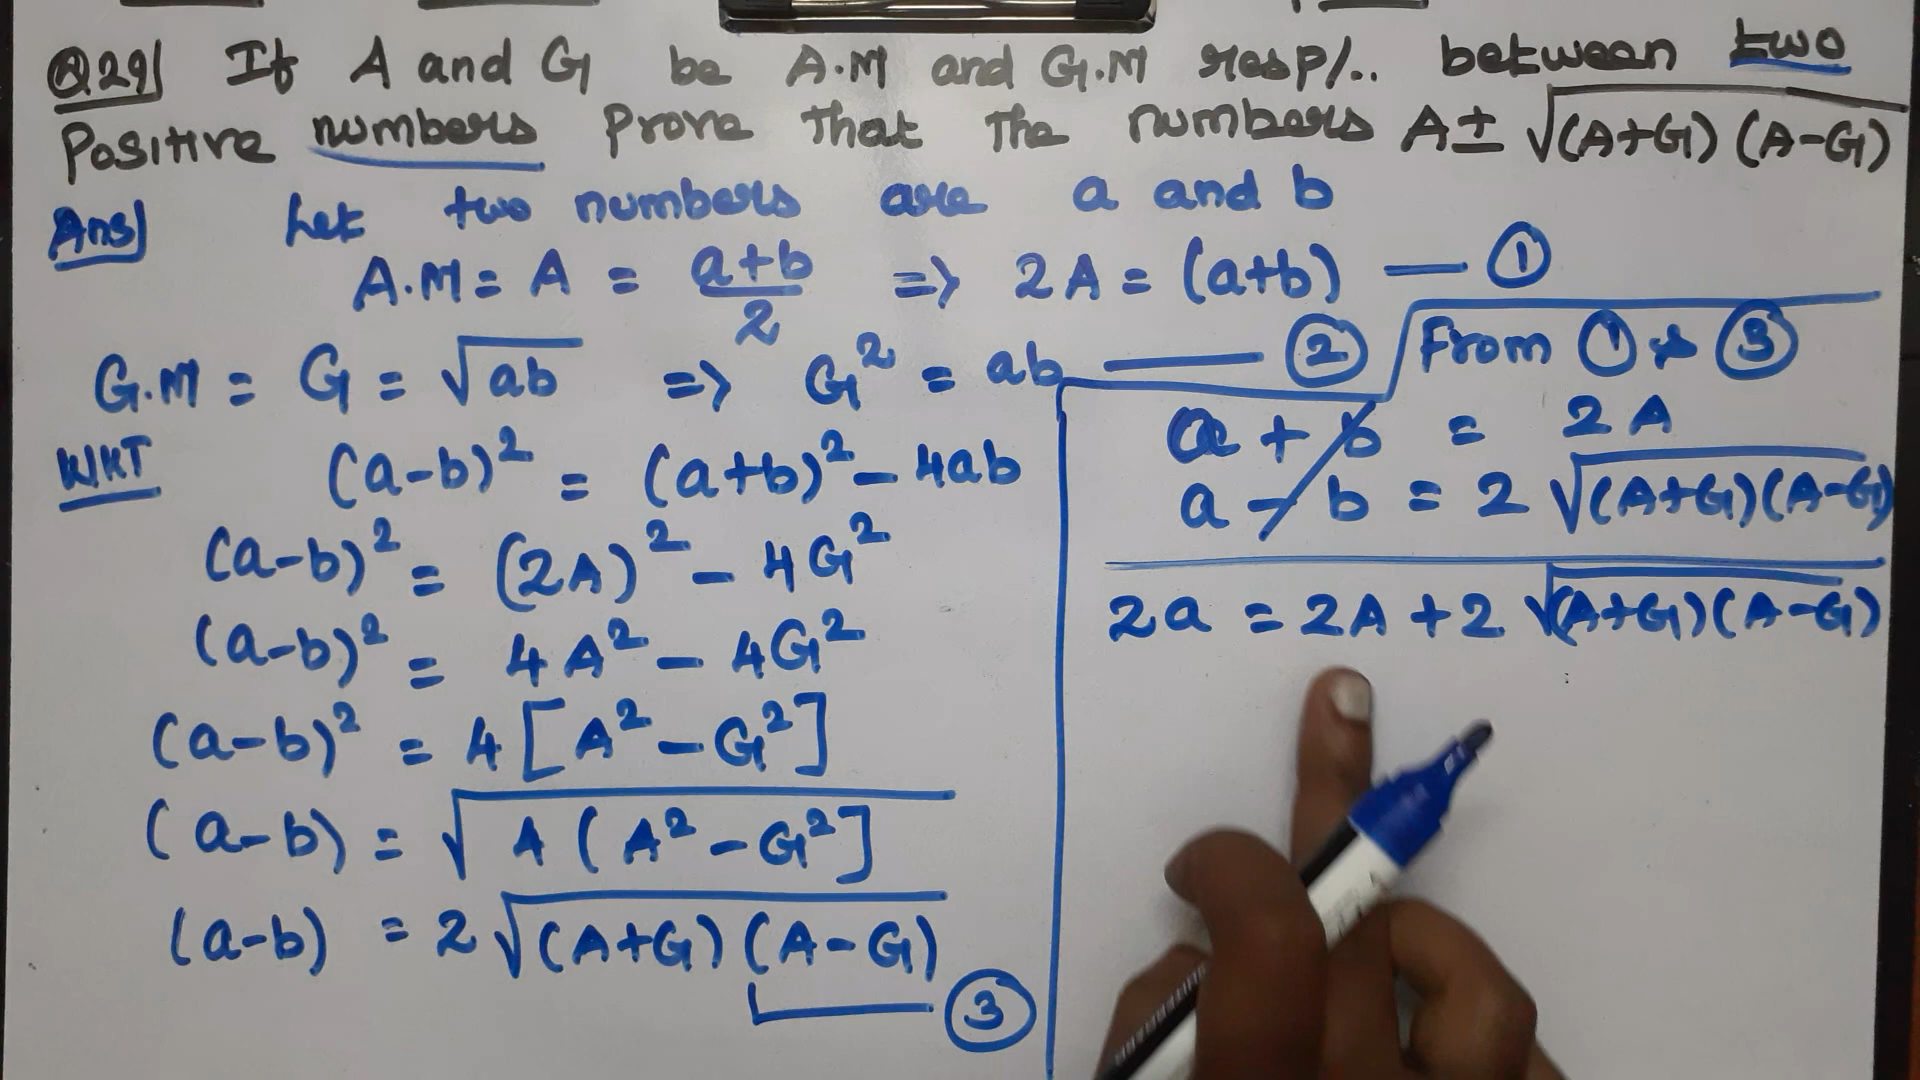 Q29) If A and G be A.M and G.M resp/.. between two
Positive numbers Prove that the numbers A ± √(A+G)(A-G)
Ans) Let two numbers are a and b
A.M = A = a+b/2 => 2A = (a+b) — ①
G.M = G = √ab => G² = ab — ②
WKT (a-b)² = (a+b)² - 4ab
(a-b)² = (2A)² - 4G²
(a-b)² = 4A² - 4G²
(a-b)² = 4[A² - G²]
(a-b) = √4(A² - G²]
(a-b) = 2√(A+G)(A-G)
③
From ① & ③
a + b = 2A
a - b = 2√(A+G)(A-G)
2a = 2A + 2√(A+G)(A-G)